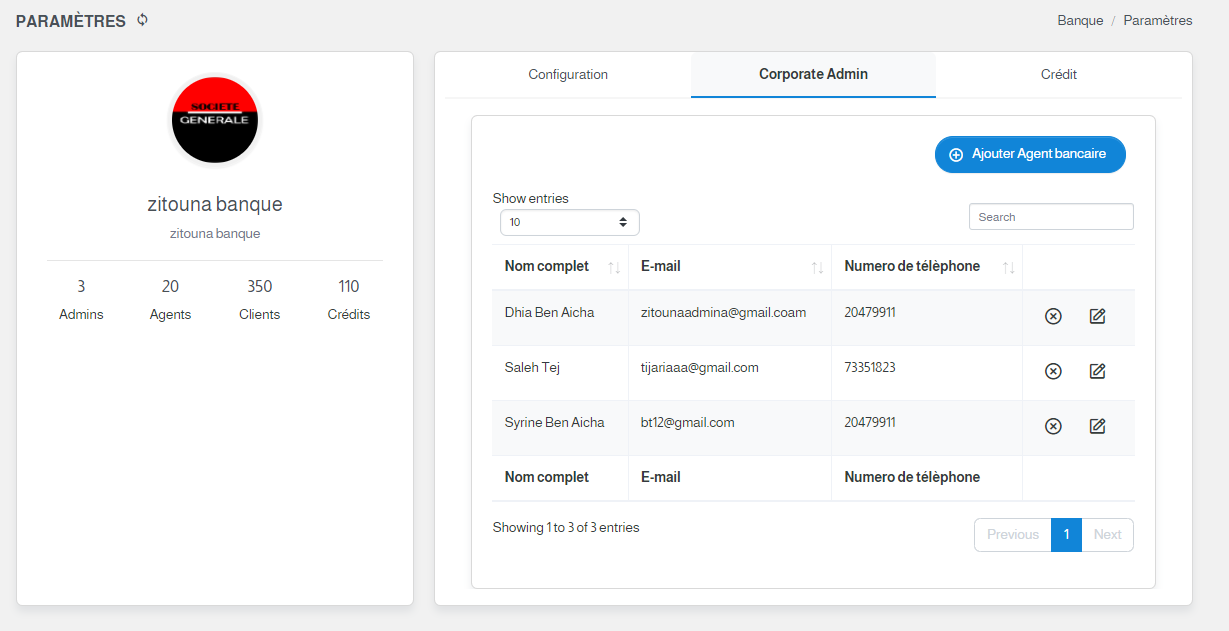 PARAMÈTRES
Banque / Paramètres
SOCIETE
GENERALE
zitouna banque
zitouna banque
3 20 350 110
Admins Agents Clients Crédits
Configuration Corporate Admin Crédit
Ajouter Agent bancaire
Show entries
10
Search
Nom complet E-mail Numero de télèphone
Dhia Ben Aicha zitounaadmina@gmail.coam 20479911
Saleh Tej tijariaaa@gmail.com 73351823
Syrine Ben Aicha bt12@gmail.com 20479911
Nom complet E-mail Numero de télèphone
Showing 1 to 3 of 3 entries
Previous 1 Next